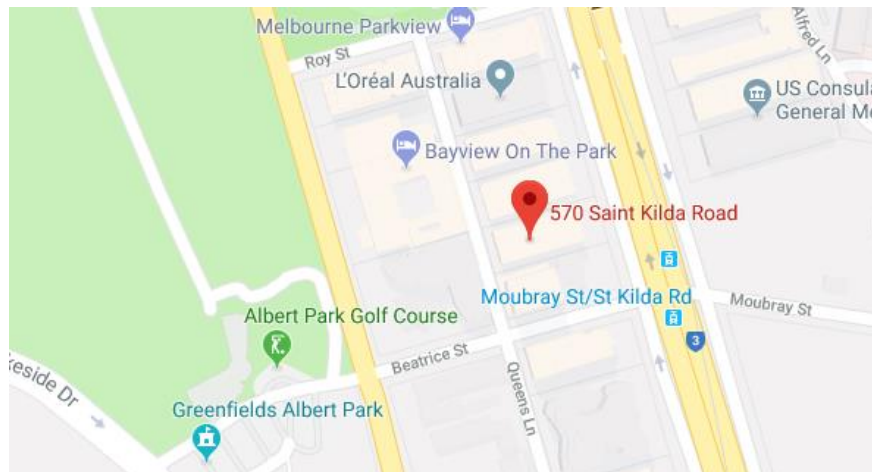 Melbourne Parkview
Roy St
Alfred Ln
L'Oréal Australia
US Consula
General Me
Bayview On The Park
570 Saint Kilda Road
Moubray St/St Kilda Rd
Moubray St
3
Albert Park Golf Course
Beatrice St
Queens Ln
keside Dr
Greenfields Albert Park